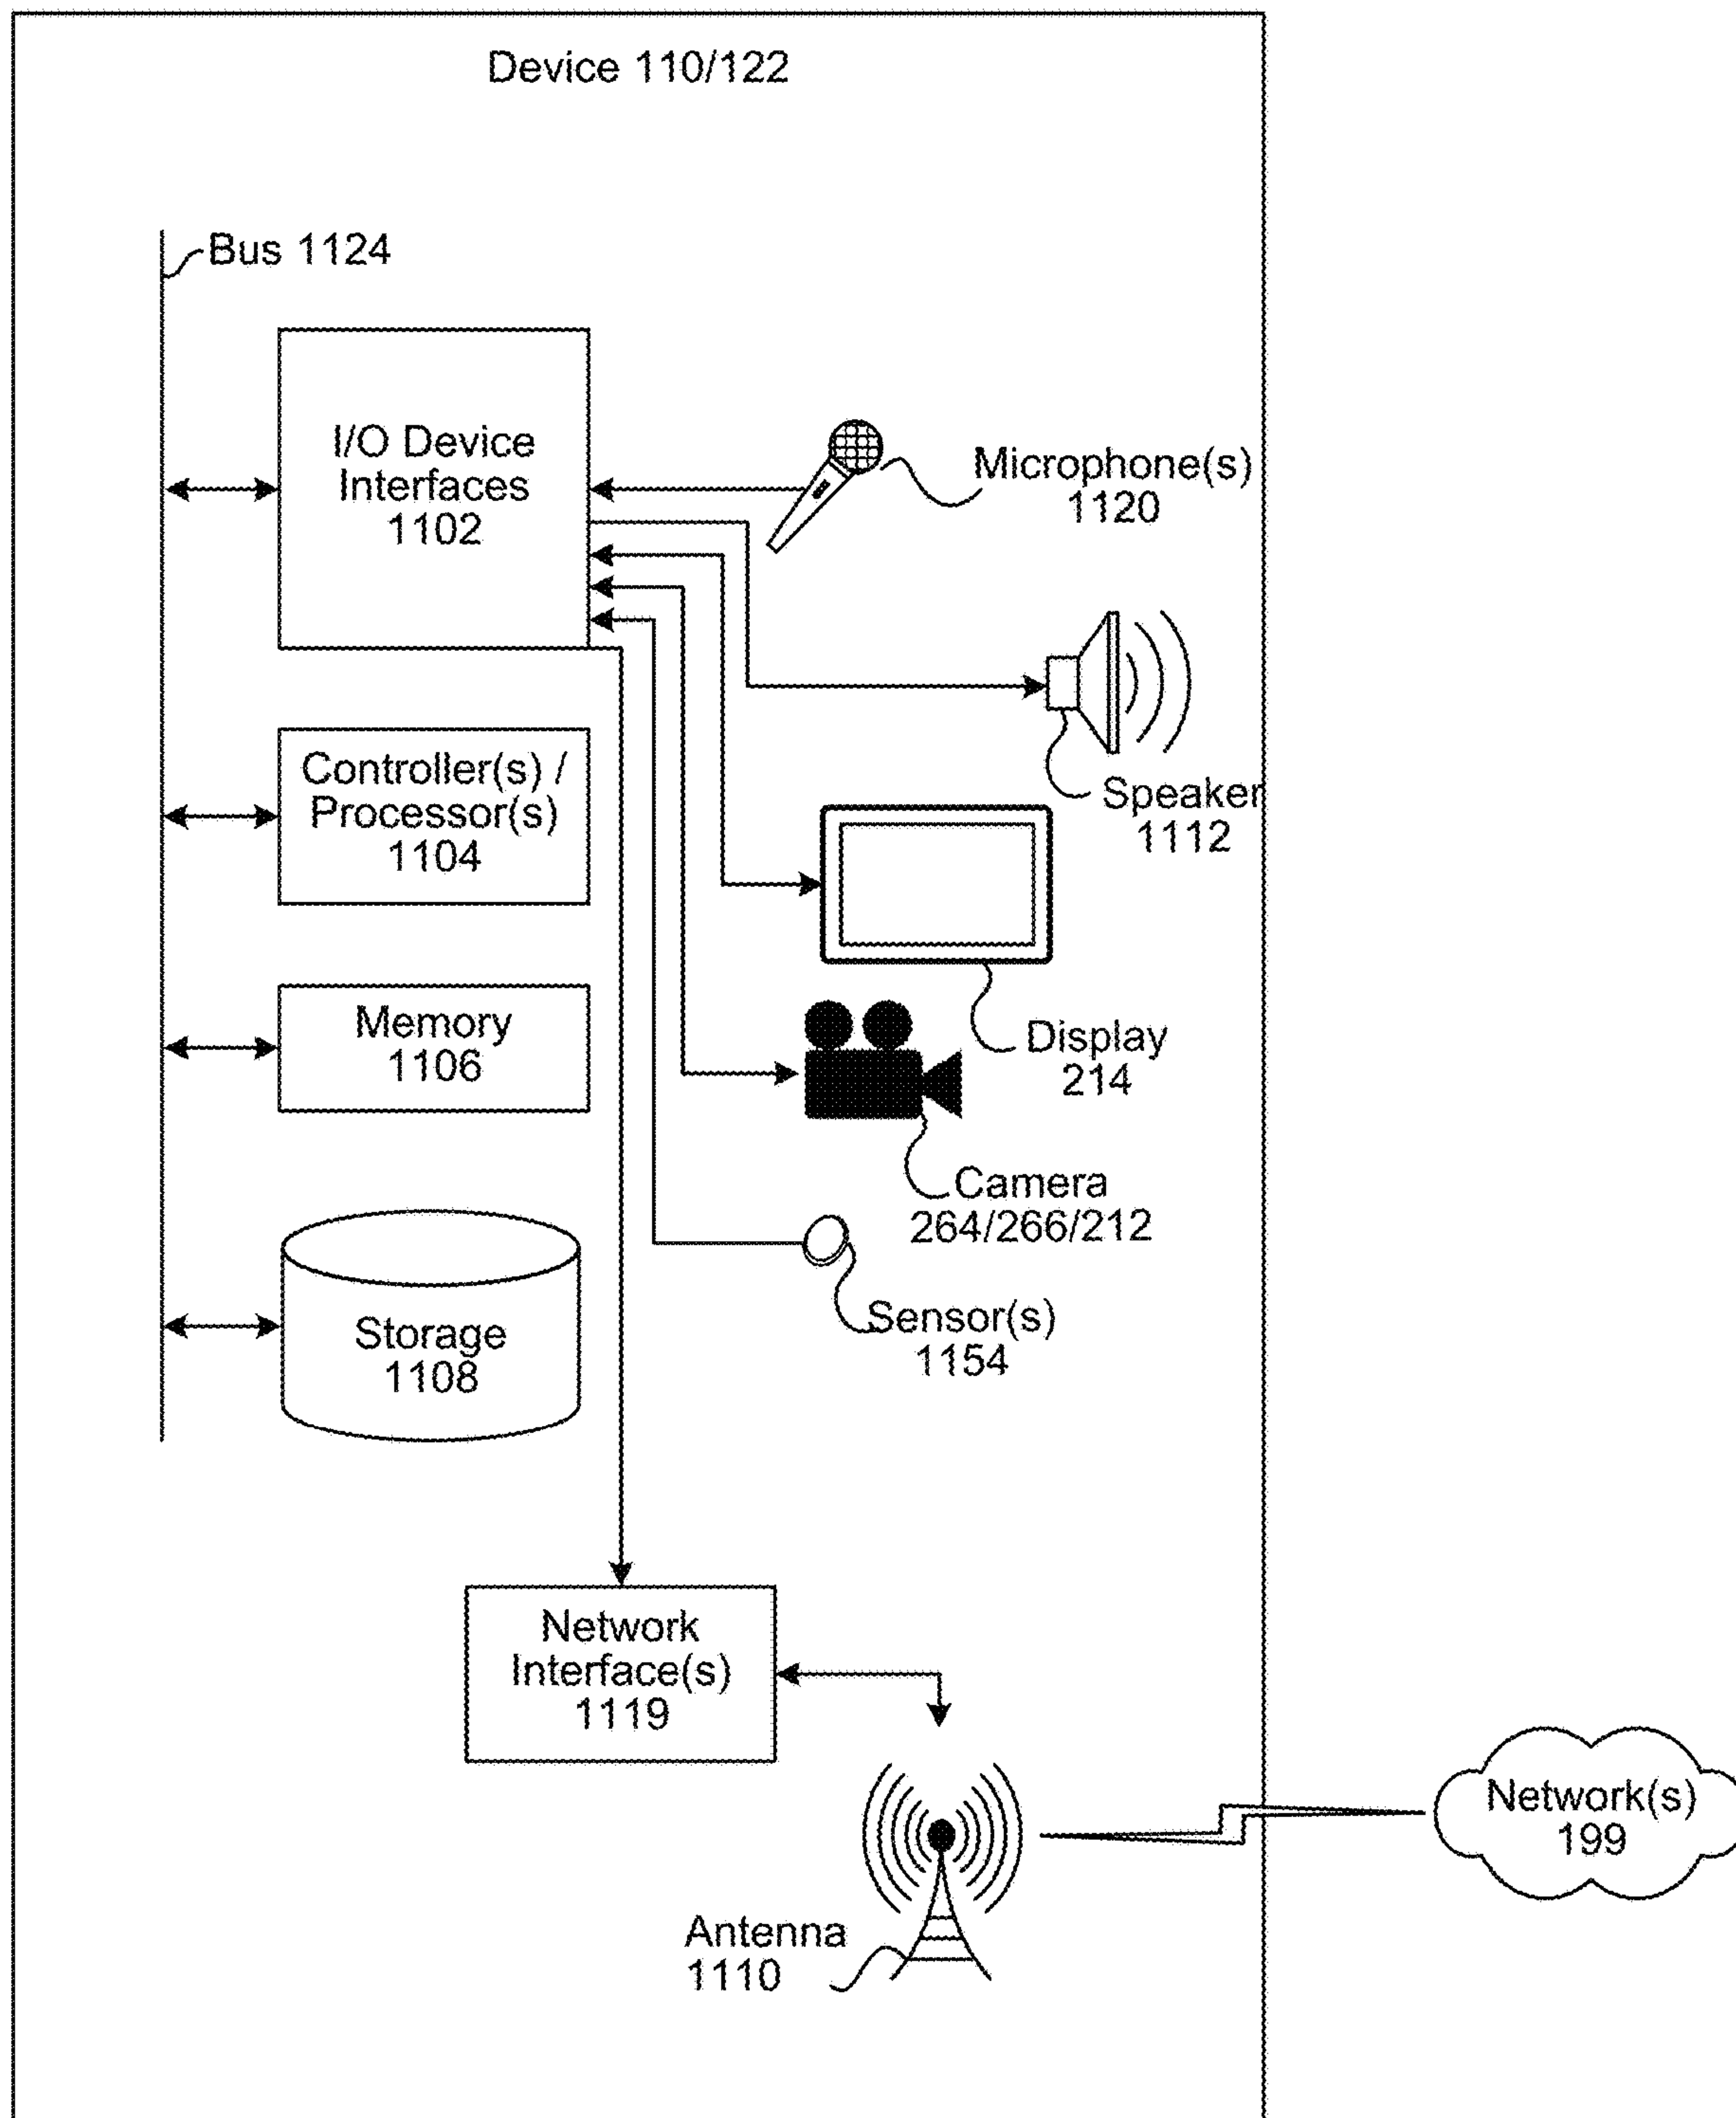 Device 110/122
Bus 1124
I/O Device
Interfaces
1102
Microphone(s)
1120
Speaker
1112
Controller(s) /
Processor(s)
1104
Display
214
Memory
1106
Camera
264/266/212
Sensor(s)
1154
Storage
1108
Network
Interface(s)
1119
Network(s)
199
Antenna
1110